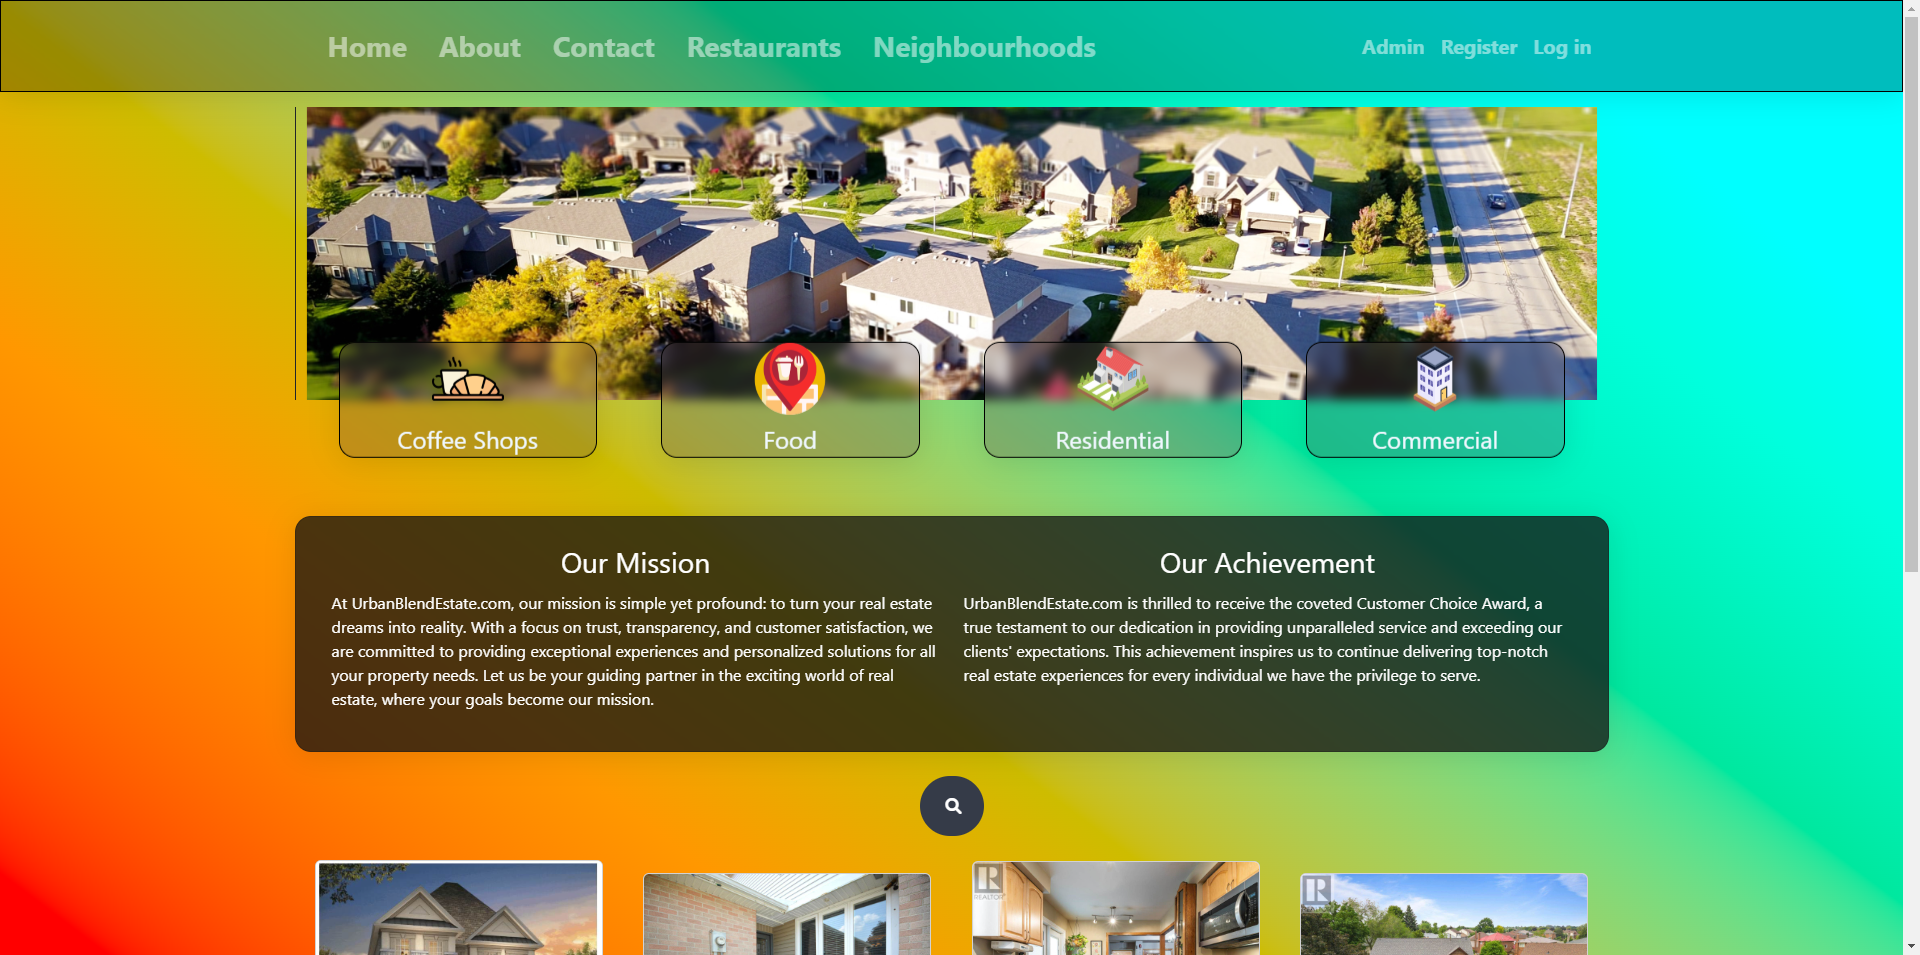 Home About Contact Restaurants Neighbourhoods Admin Register Log in
Coffee Shops
Food
Residential
Commercial
Our Mission
At UrbanBlendEstate.com, our mission is simple yet profound: to turn your real estate
dreams into reality. With a focus on trust, transparency, and customer satisfaction, we
are committed to providing exceptional experiences and personalized solutions for all
your property needs. Let us be your guiding partner in the exciting world of real
estate, where your goals become our mission.
Our Achievement
UrbanBlendEstate.com is thrilled to receive the coveted Customer Choice Award, a
true testament to our dedication in providing unparalleled service and exceeding our
clients' expectations. This achievement inspires us to continue delivering top-notch
real estate experiences for every individual we have the privilege to serve.
R
REALTOR
R